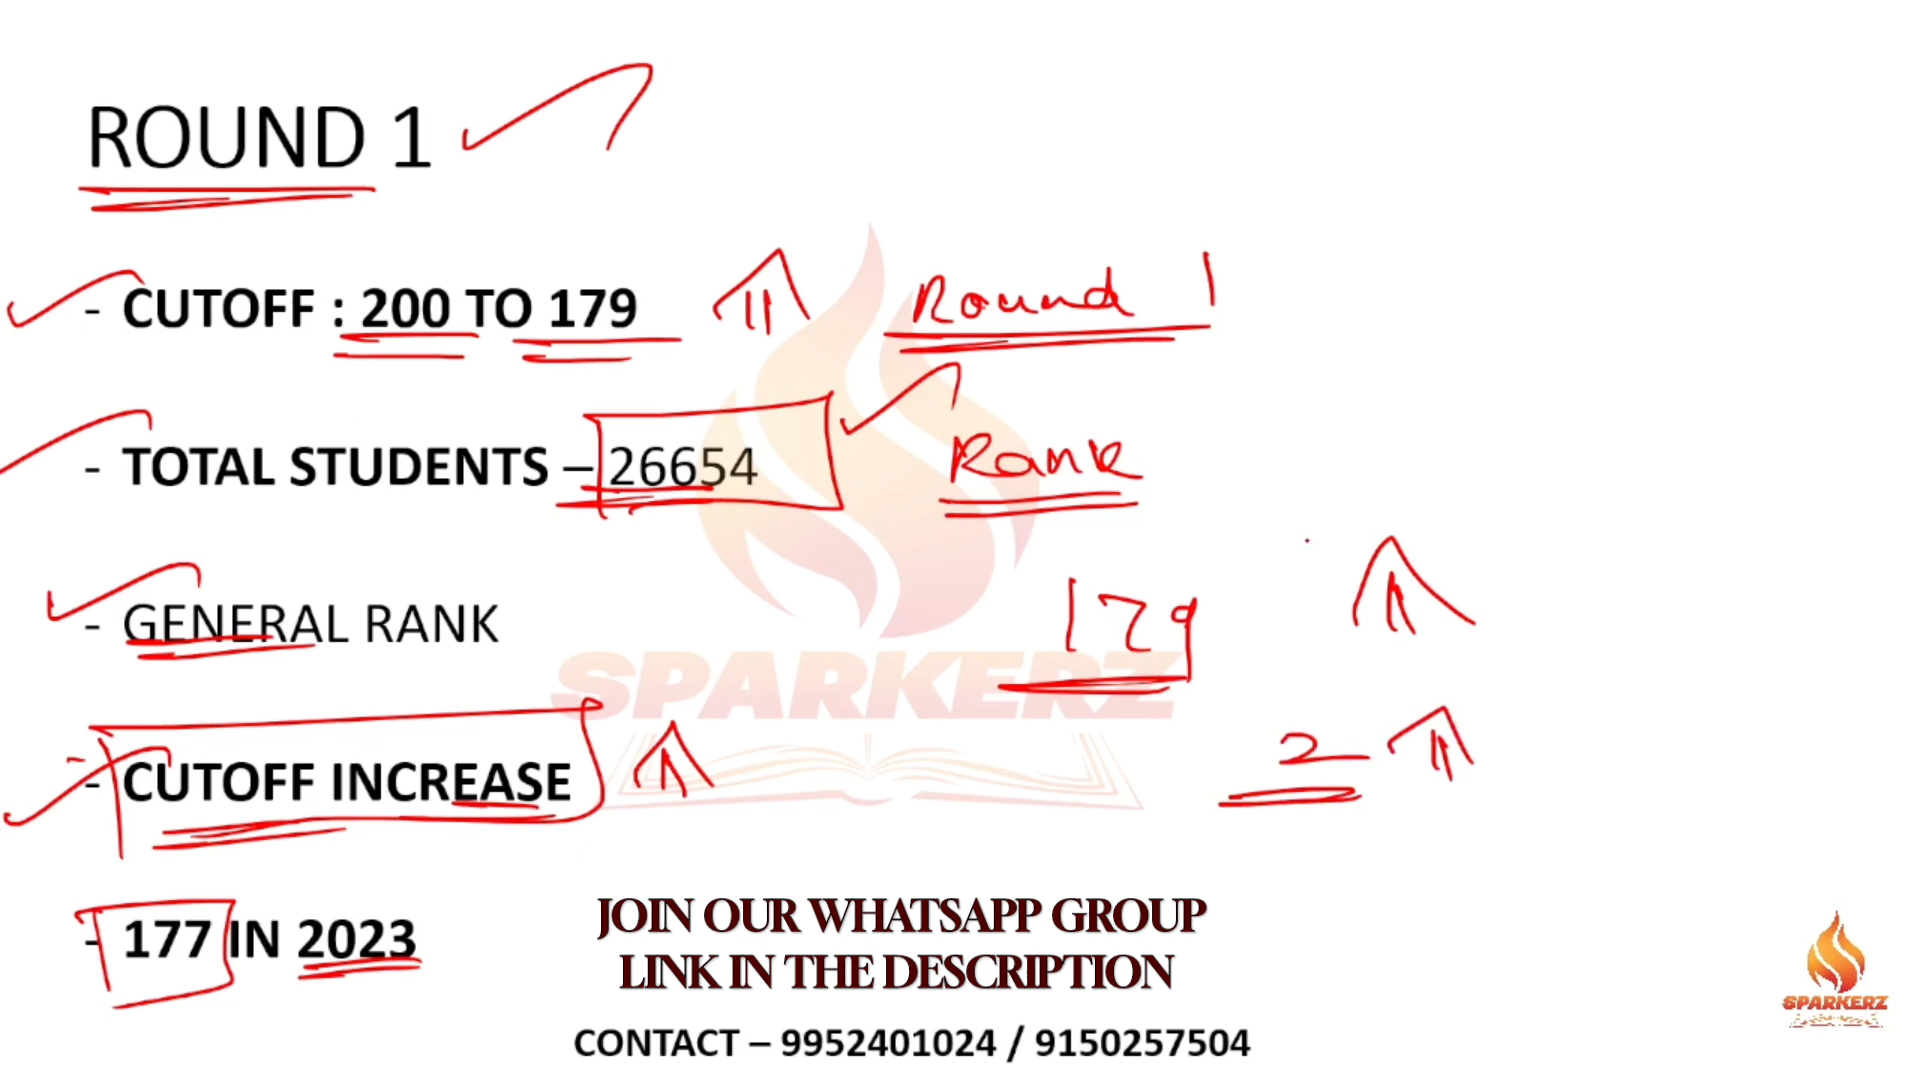 ROUND 1
- CUTOFF : 200 TO 179
Round 1
- TOTAL STUDENTS – 26654
Rank
- GENERAL RANK
179
SPARKERZ
- CUTOFF INCREASE
2
- 177 IN 2023
JOIN OUR WHATSAPP GROUP
LINK IN THE DESCRIPTION
SPARKERZ
CONTACT – 9952401024 / 9150257504